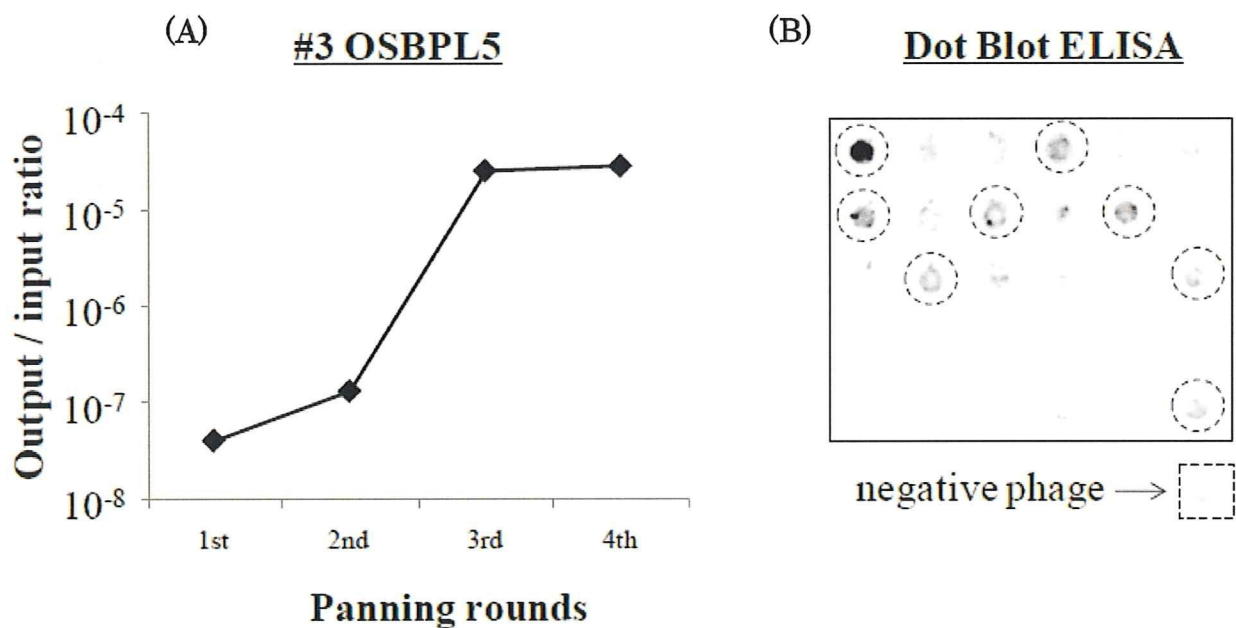 (A)
#3 OSBPL5
Output / input ratio
10-4
10-5
10-6
10-7
10-8
1st 2nd 3rd 4th
Panning rounds
(B)
Dot Blot ELISA
negative phage →